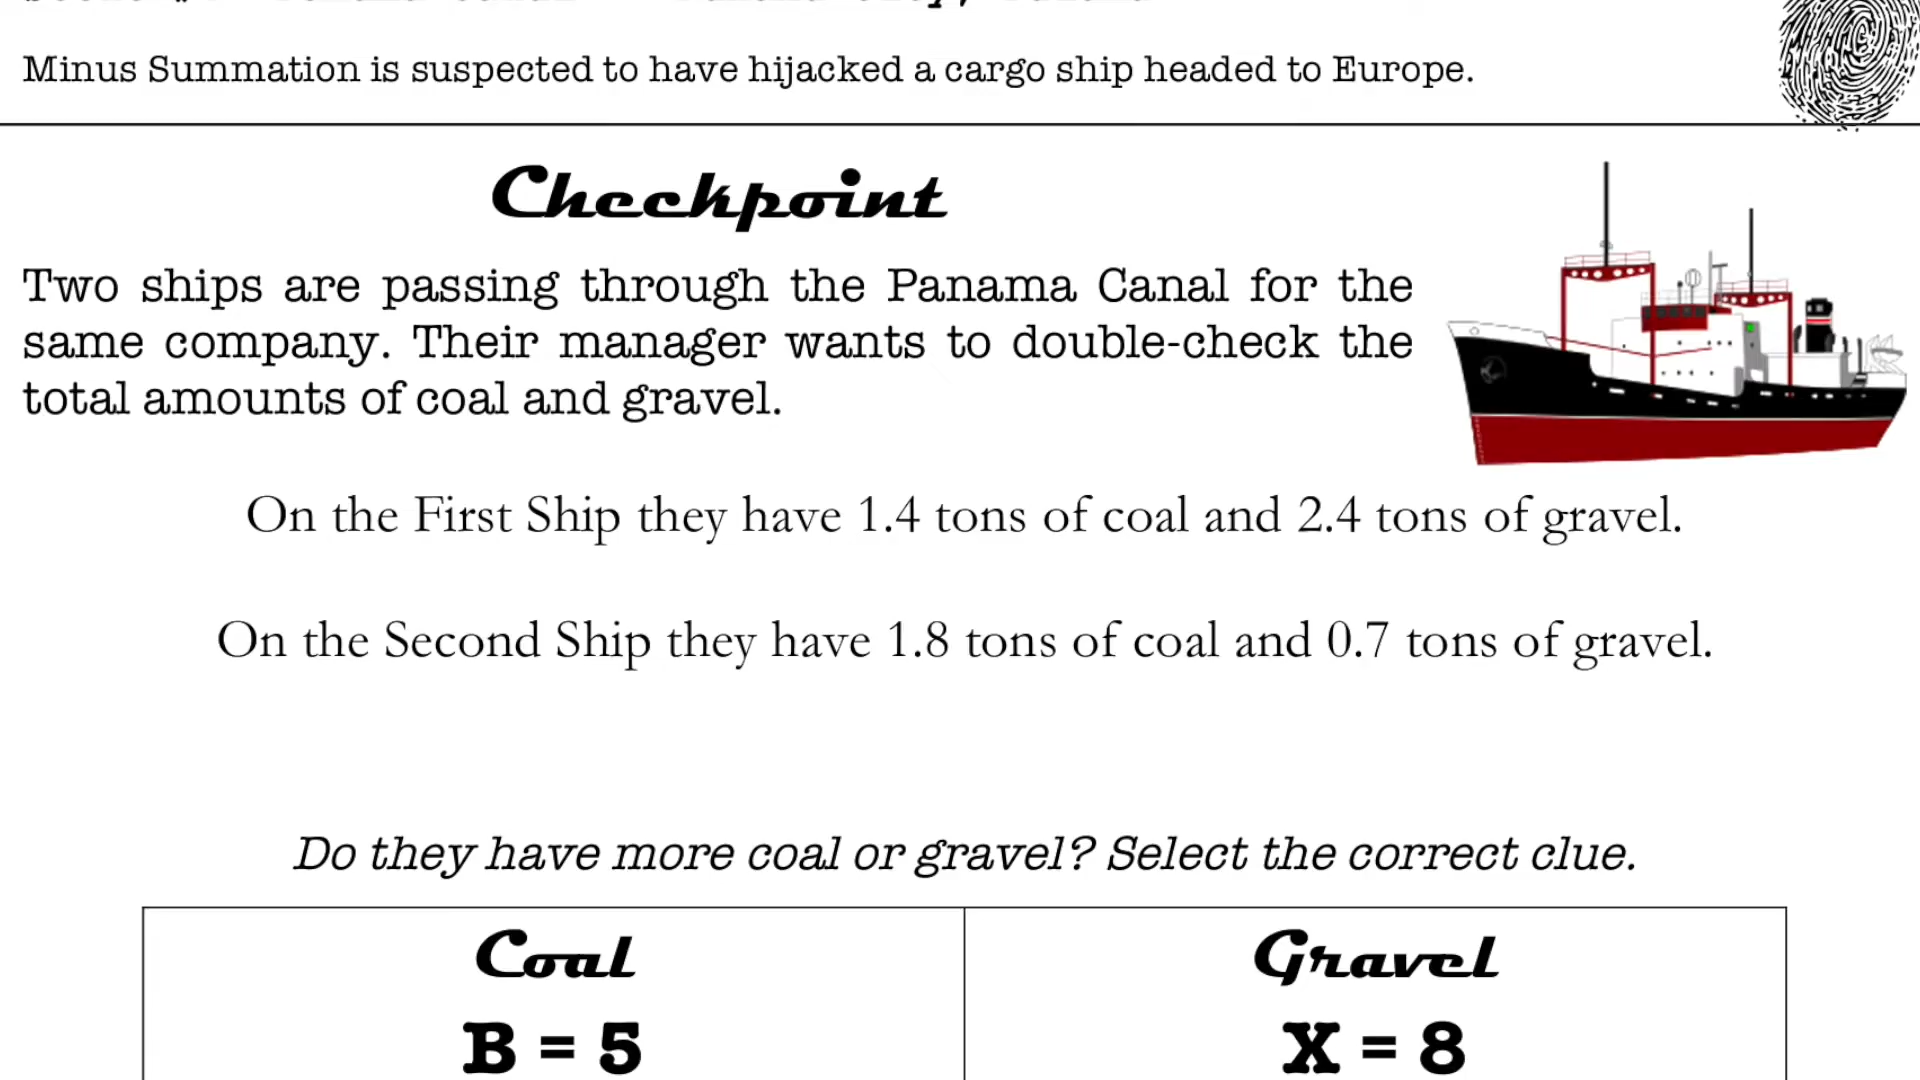 Minus Summation is suspected to have hijacked a cargo ship headed to Europe.
Checkpoint
Two ships are passing through the Panama Canal for the
same company. Their manager wants to double-check the
total amounts of coal and gravel.
On the First Ship they have 1.4 tons of coal and 2.4 tons of gravel.
On the Second Ship they have 1.8 tons of coal and 0.7 tons of gravel.
Do they have more coal or gravel? Select the correct clue.
Coal
Gravel
B = 5
X = 8